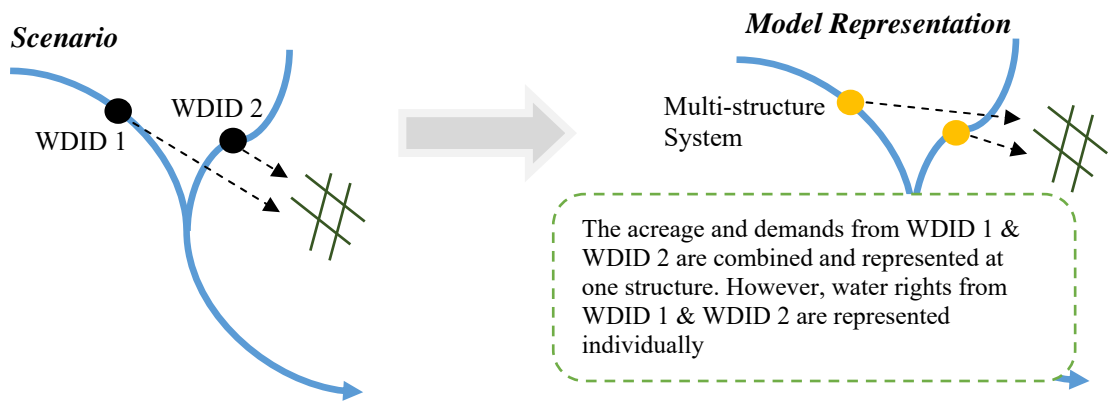 Scenario
WDID 2
WDID 1
Model Representation
Multi-structure
System
The acreage and demands from WDID 1 &
WDID 2 are combined and represented at
one structure. However, water rights from
WDID 1 & WDID 2 are represented
individually